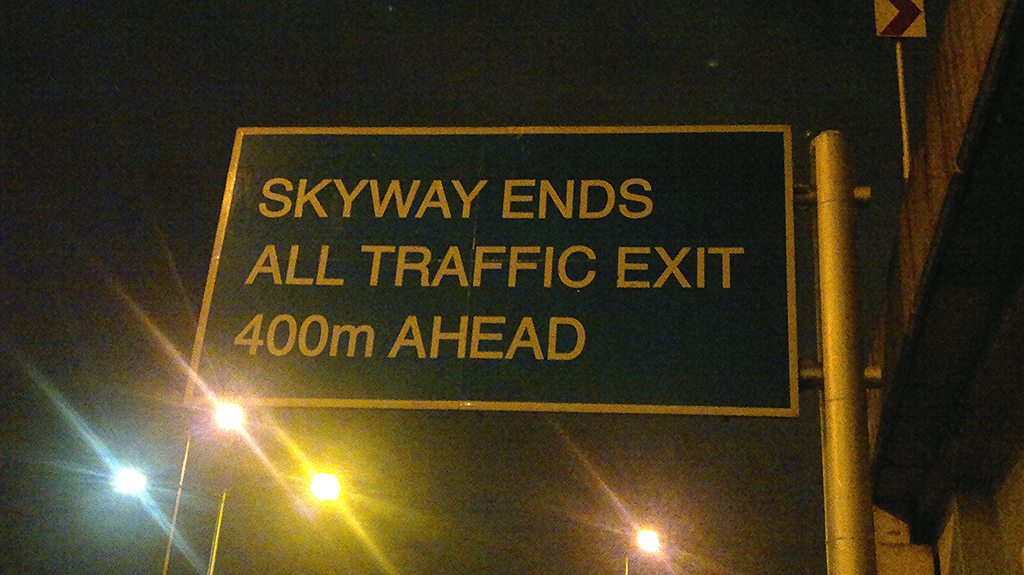 SKYWAY ENDS
ALL TRAFFIC EXIT
400m AHEAD